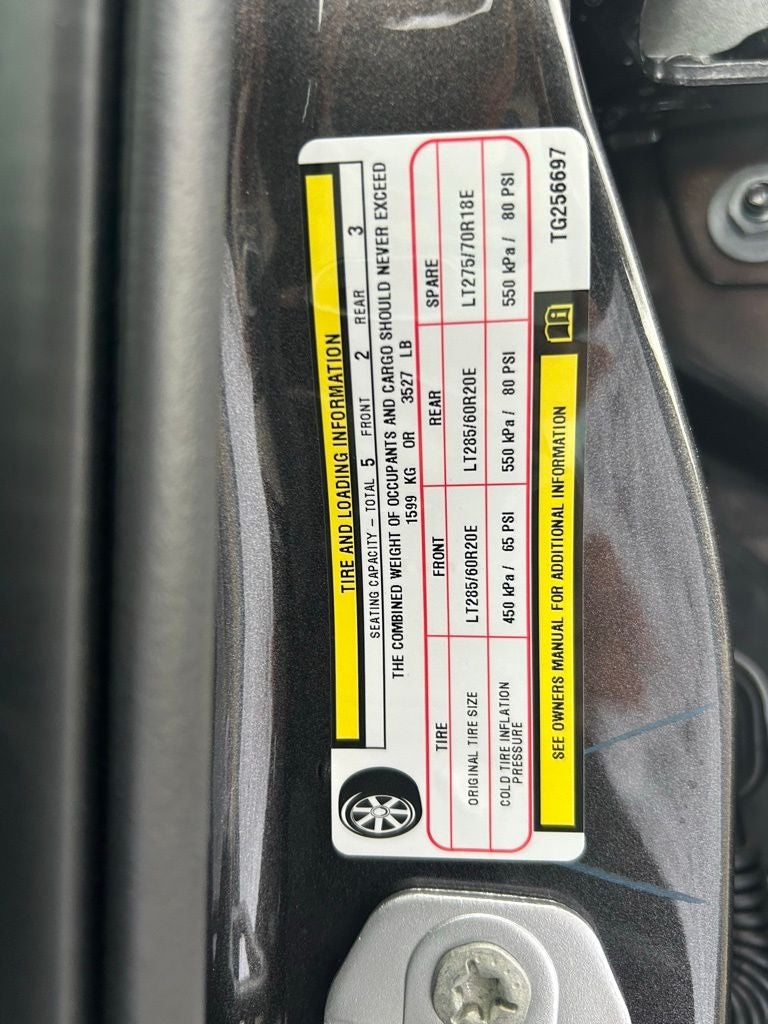 TIRE AND LOADING INFORMATION
SEATING CAPACITY – TOTAL 5 FRONT 2 REAR 3
THE COMBINED WEIGHT OF OCCUPANTS AND CARGO SHOULD NEVER EXCEED
1599 KG OR 3527 LB
TIRE FRONT REAR SPARE
ORIGINAL TIRE SIZE LT285/60R20E LT285/60R20E LT275/70R18E
COLD TIRE INFLATION PRESSURE 450 kPa / 65 PSI 550 kPa / 80 PSI 550 kPa / 80 PSI
SEE OWNERS MANUAL FOR ADDITIONAL INFORMATION
TG256697